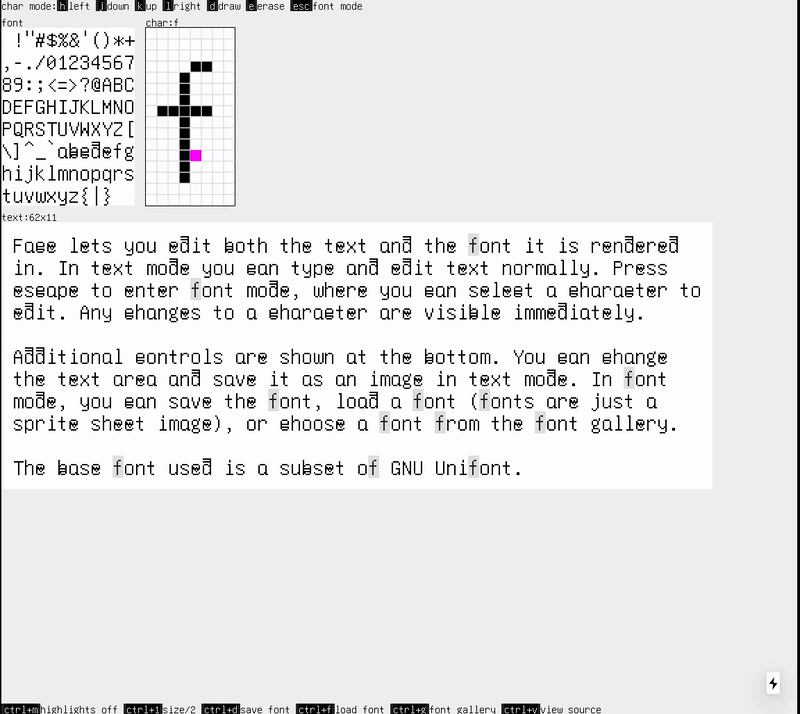 char mode: h left j down k up l right d draw e erase esc font mode
font char:f
!"#$%&'()*+
,-./01234567
89:;<=>?@ABC
DEFGHIJKLMNO
PQRSTUVWXYZ[
\]^_`abcdefg
hijklmnopqrs
tuvwxyz{|}
text:62x11
Face lets you edit both the text and the font it is rendered
in. In text mode you can type and edit text normally. Press
escape to enter font mode, where you can select a character to
edit. Any changes to a character are visible immediately.
Additional controls are shown at the bottom. You can change
the text area and save it as an image in text mode. In font
mode, you can save the font, load a font (fonts are just a
sprite sheet image), or choose a font from the font gallery.
The base font used is a subset of GNU Unifont.
ctrl+m highlights off ctrl+1 size/2 ctrl+d save font ctrl+f load font ctrl+g font gallery ctrl+v view source